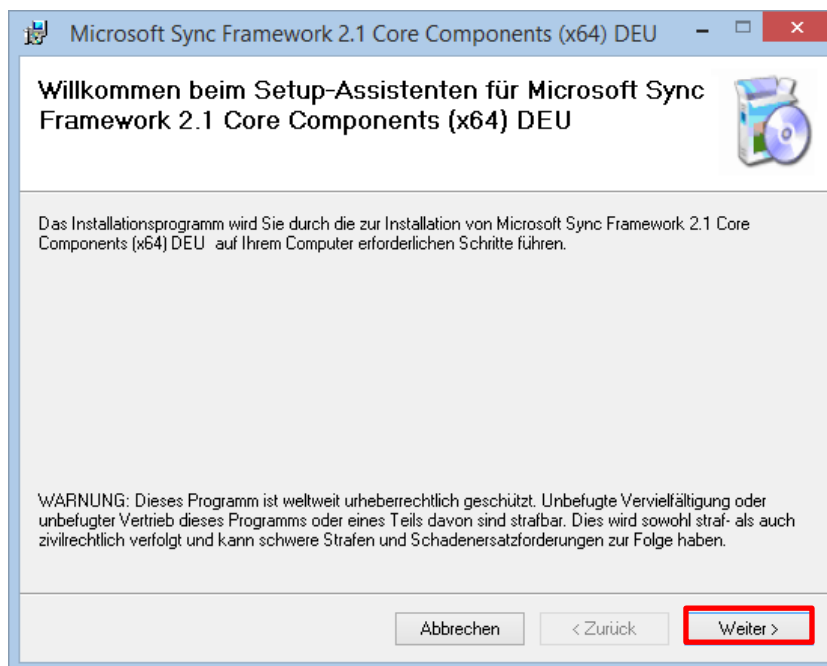 Microsoft Sync Framework 2.1 Core Components (x64) DEU
Willkommen beim Setup-Assistenten für Microsoft Sync
Framework 2.1 Core Components (x64) DEU
Das Installationsprogramm wird Sie durch die zur Installation von Microsoft Sync Framework 2.1 Core
Components (x64) DEU  auf Ihrem Computer erforderlichen Schritte führen.
WARNUNG: Dieses Programm ist weltweit urheberrechtlich geschützt. Unbefugte Vervielfältigung oder
unbefugter Vertrieb dieses Programms oder eines Teils davon sind strafbar. Dies wird sowohl straf- als auch
zivilrechtlich verfolgt und kann schwere Strafen und Schadenersatzforderungen zur Folge haben.
Abbrechen < Zurück Weiter >